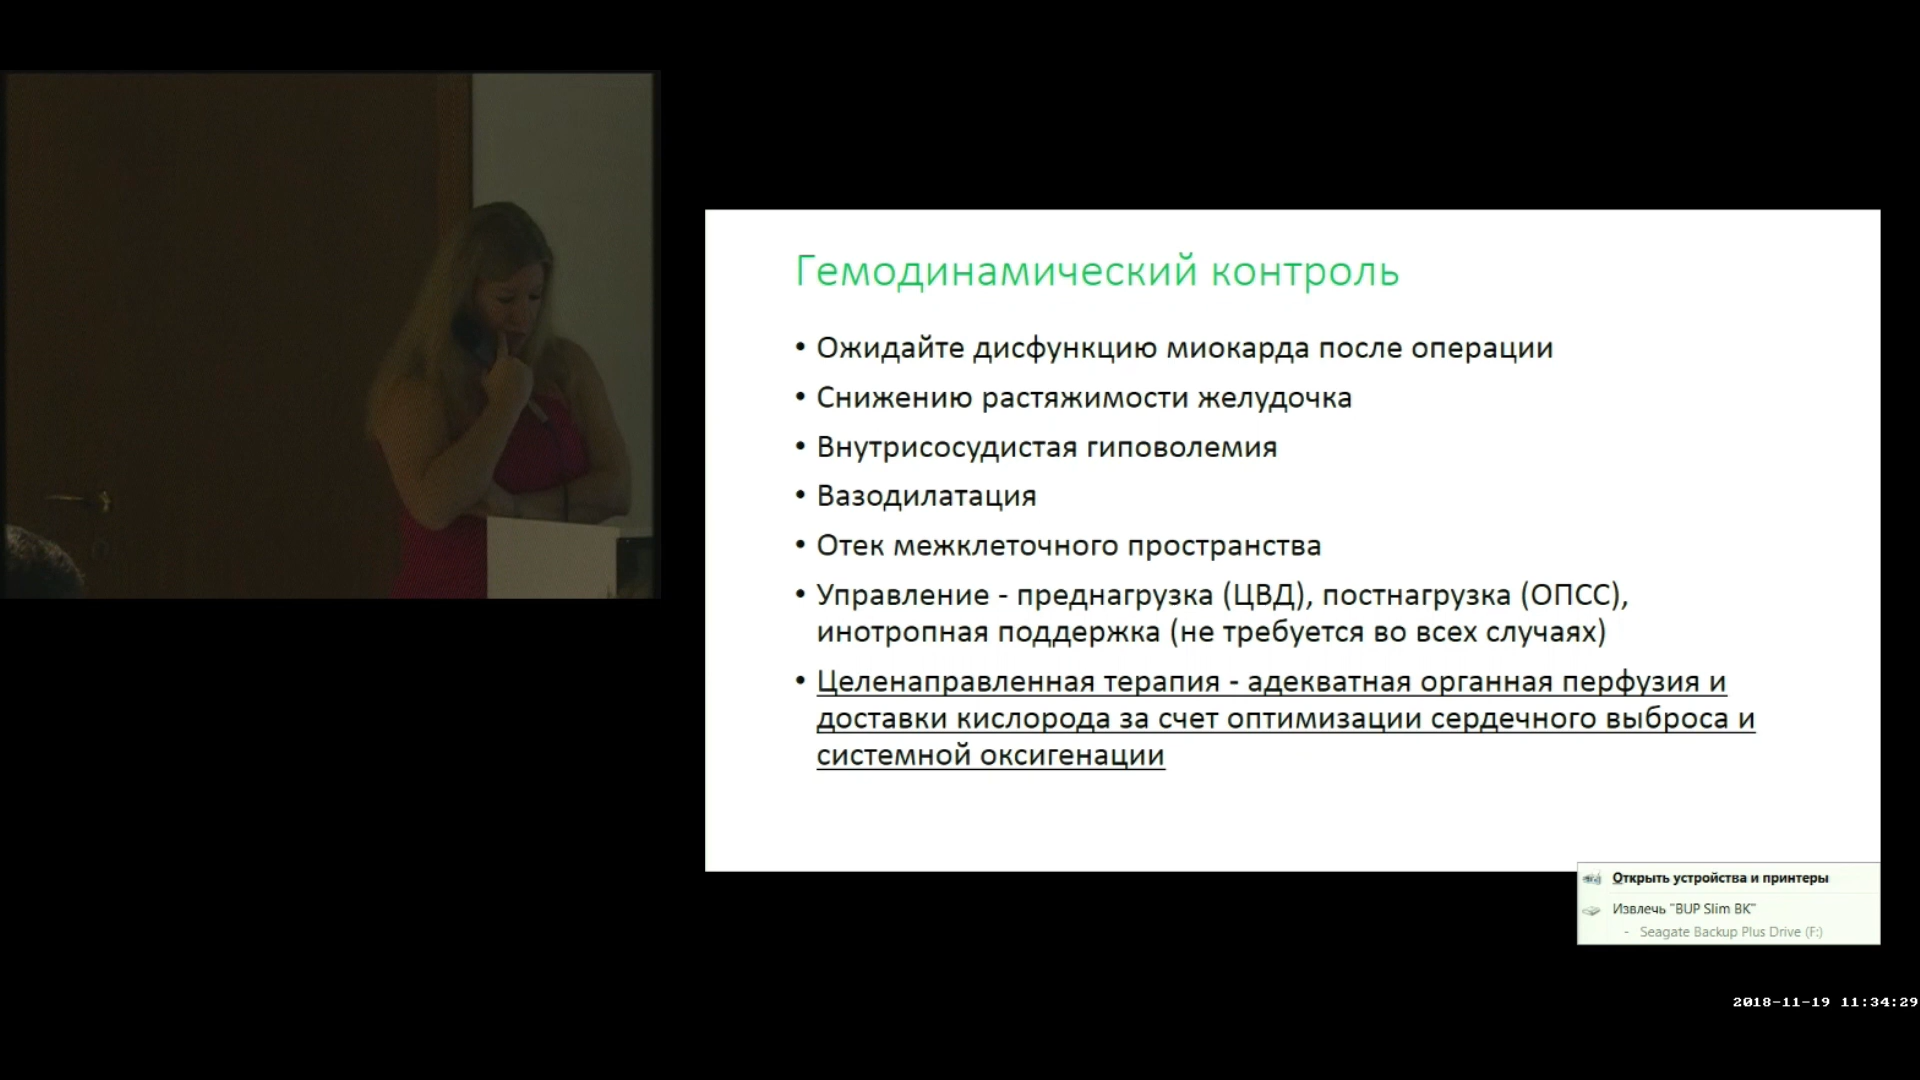 Гемодинамический контроль
• Ожидайте дисфункцию миокарда после операции
• Снижению растяжимости желудочка
• Внутрисосудистая гиповолемия
• Вазодилатация
• Отек межклеточного пространства
• Управление - преднагрузка (ЦВД), постнагрузка (ОПСС),
инотропная поддержка (не требуется во всех случаях)
• Целенаправленная терапия - адекватная органная перфузия и
доставки кислорода за счет оптимизации сердечного выброса и
системной оксигенации
Открыть устройства и принтеры
Извлечь "BUP Slim BK"
- Seagate Backup Plus Drive (F:)
2018-11-19 11:34:29